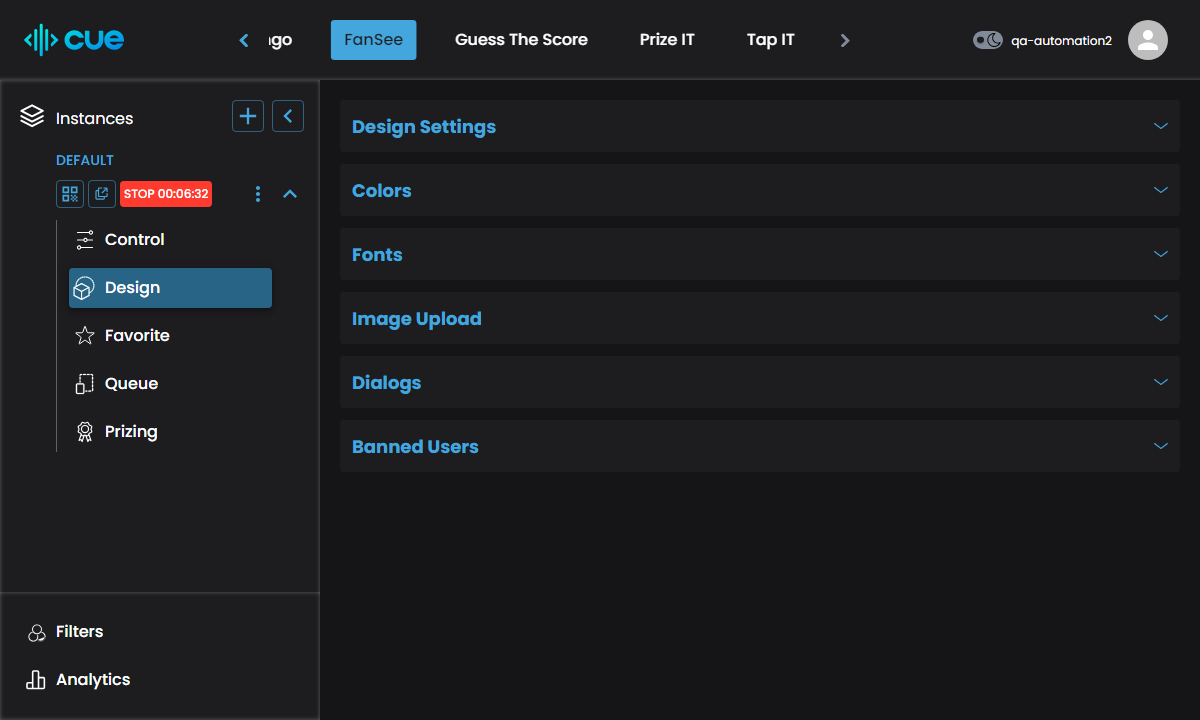 cue
FanSee
Guess The Score
Prize IT
Tap IT
qa-automation2
Instances
DEFAULT
STOP 00:06:32
Control
Design
Favorite
Queue
Prizing
Filters
Analytics
Design Settings
Colors
Fonts
Image Upload
Dialogs
Banned Users